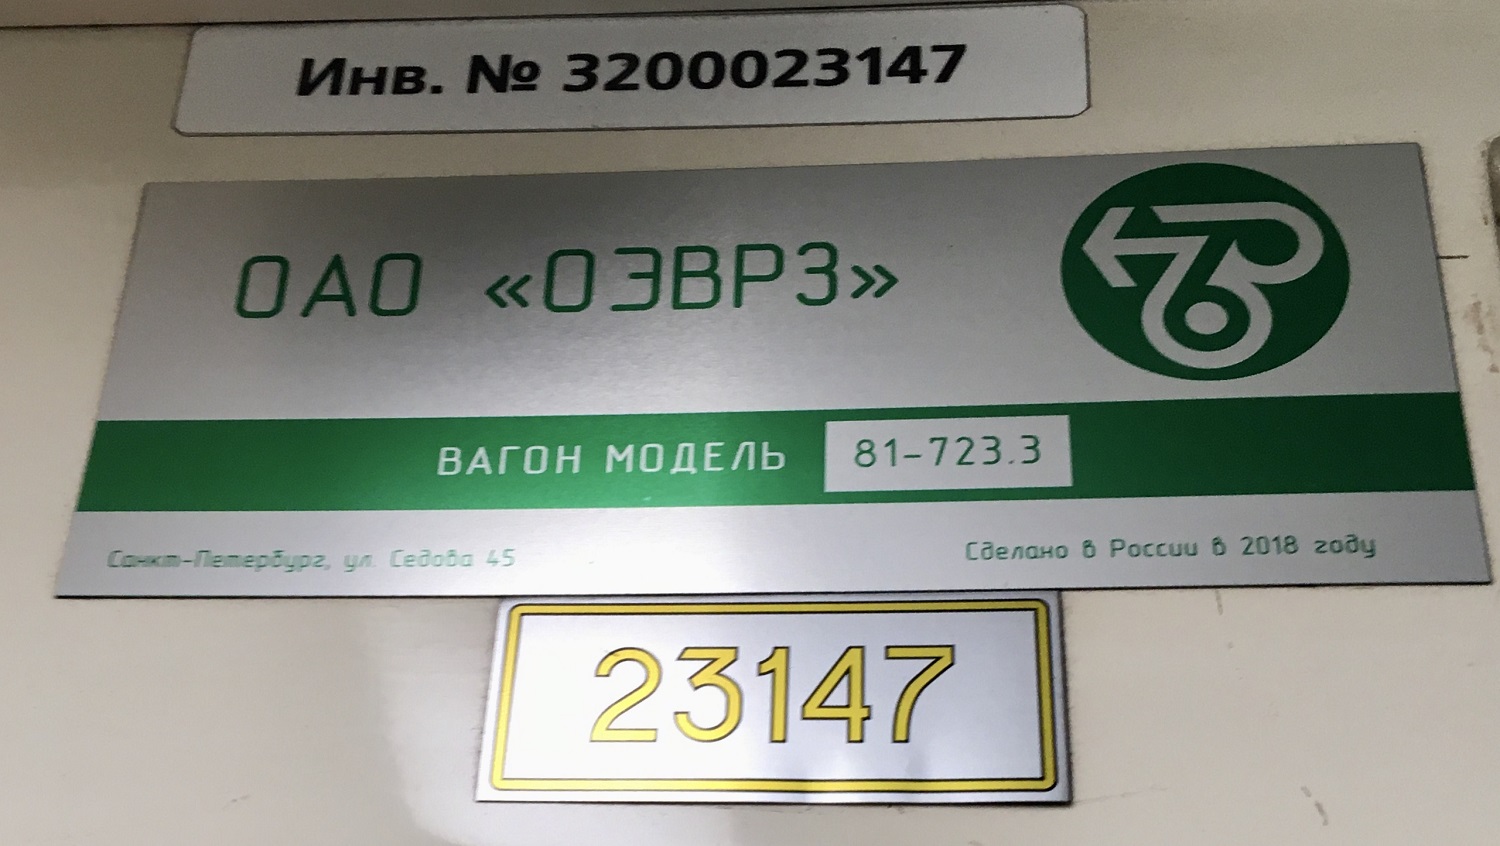 Инв. № 3200023147
ОАО «ОЭВРЗ»
ВАГОН МОДЕЛЬ 81-723.3
Санкт-Петербург, ул. Седова 45
Сделано в России в 2018 году
23147